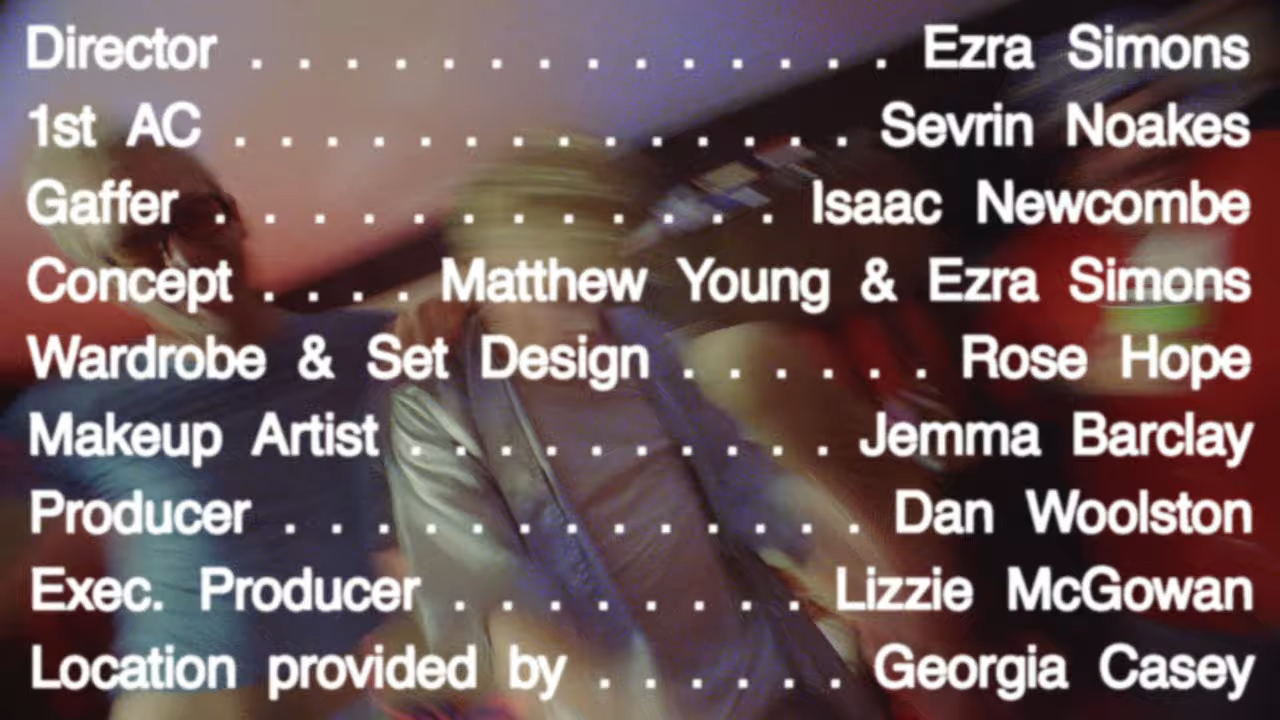 Director . . . . . . . . . . . . . . Ezra Simons
1st AC . . . . . . . . . . . . . . Sevrin Noakes
Gaffer . . . . . . . . . . . . Isaac Newcombe
Concept . . . . Matthew Young & Ezra Simons
Wardrobe & Set Design . . . . . . Rose Hope
Makeup Artist . . . . . . . . . . Jemma Barclay
Producer . . . . . . . . . . . . . Dan Woolston
Exec. Producer . . . . . . . . Lizzie McGowan
Location provided by . . . . . . Georgia Casey